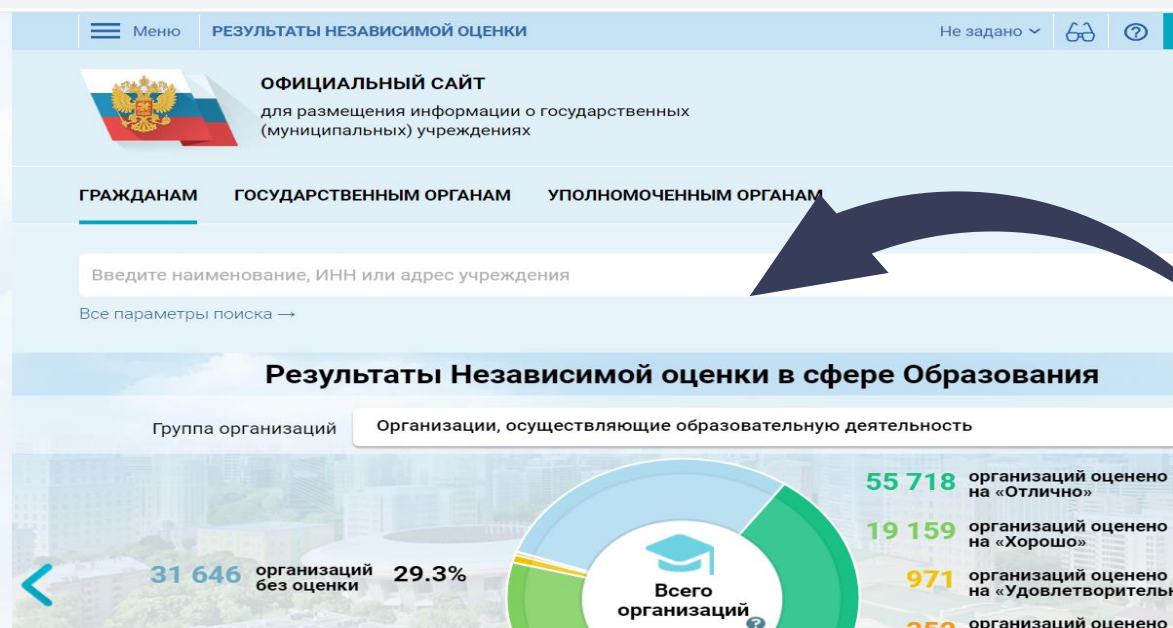 Меню РЕЗУЛЬТАТЫ НЕЗАВИСИМОЙ ОЦЕНКИ Не задано
ОФИЦИАЛЬНЫЙ САЙТ
для размещения информации о государственных
(муниципальных) учреждениях
ГРАЖДАНАМ ГОСУДАРСТВЕННЫМ ОРГАНАМ УПОЛНОМОЧЕННЫМ ОРГАНАМ
Введите наименование, ИНН или адрес учреждения
Все параметры поиска →
Результаты Независимой оценки в сфере Образования
Группа организаций Организации, осуществляющие образовательную деятельность
55 718 организаций оценено
на «Отлично»
19 159 организаций оценено
на «Хорошо»
31 646 организаций
без оценки 29.3%
Всего
организаций
971 организаций оценено
на
организаций оценено